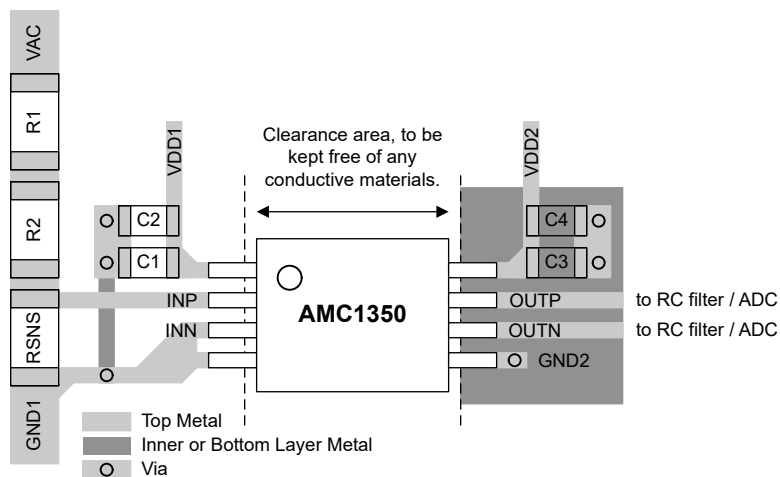 VAC
R1
R2
RSNS
GND1
VDD1
C2
C1
INP
INN
Clearance area, to be
kept free of any
conductive materials.
AMC1350
VDD2
C4
C3
OUTP
to RC filter / ADC
OUTN
to RC filter / ADC
GND2
Top Metal
Inner or Bottom Layer Metal
Via